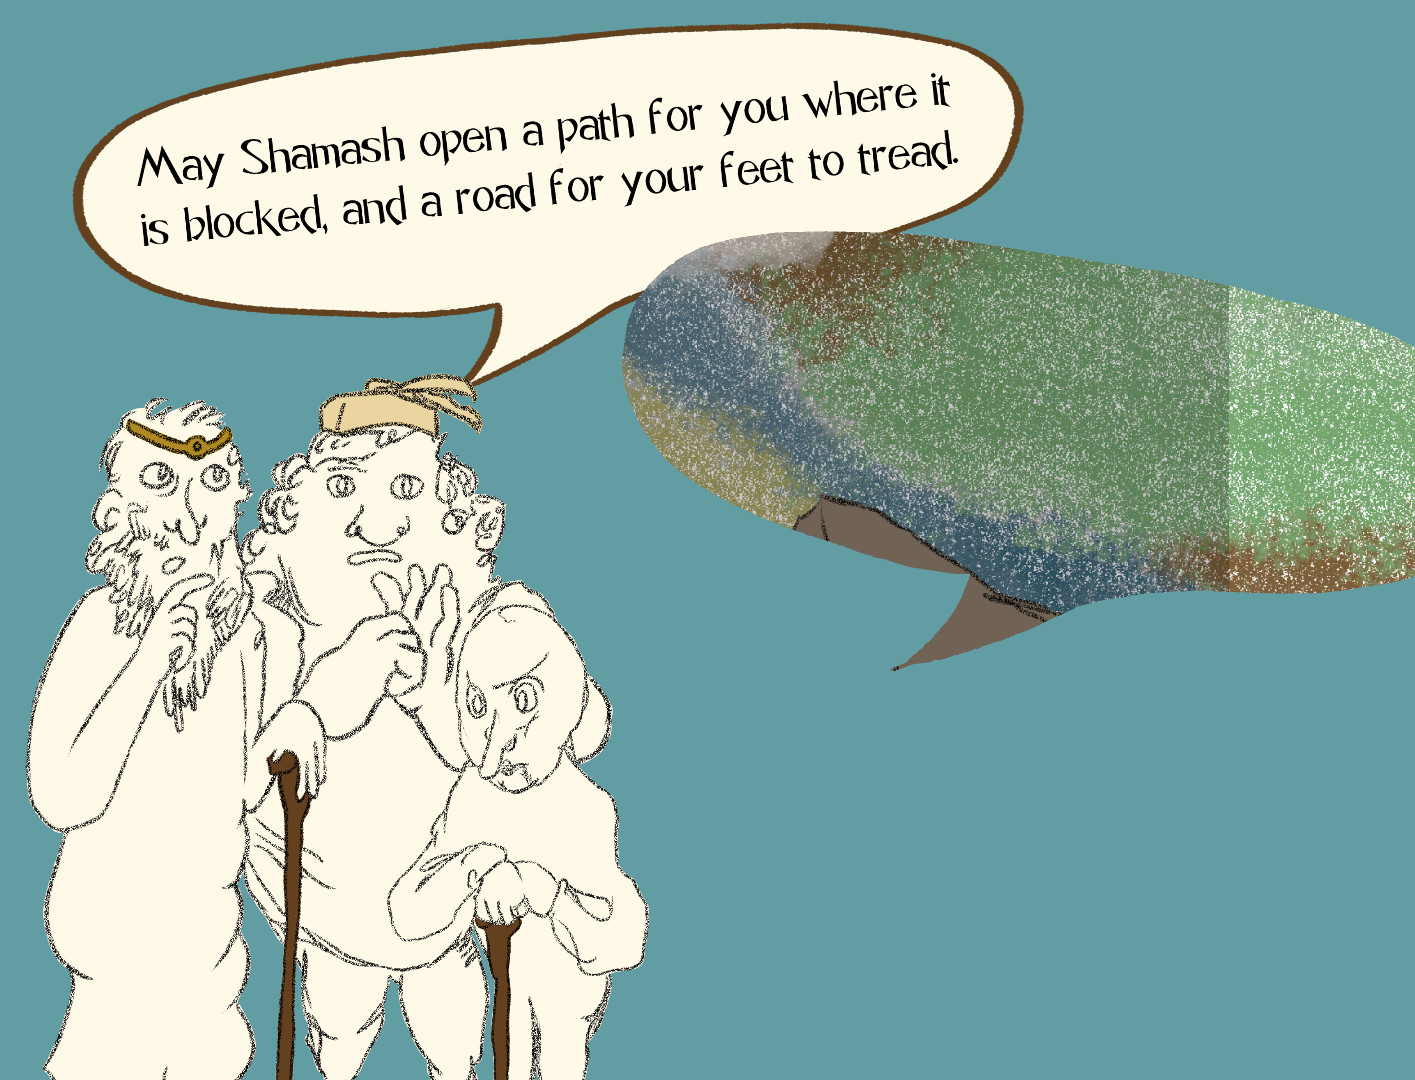 May Shamash open a path for you where it
is blocked, and a road for your feet to tread.